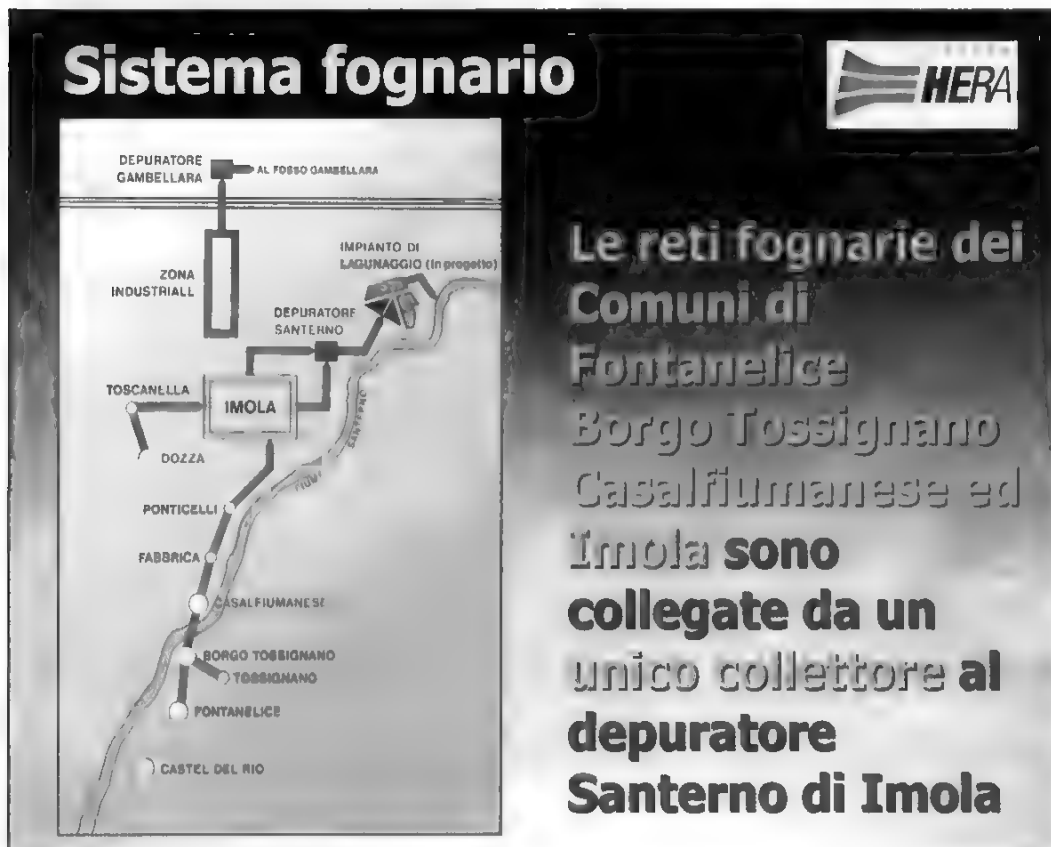 Sistema fognario
HERA
DEPURATORE
GAMBELLARA
AL FOSSO GAMBELLARA
IMPIANTO DI
LAGUNAGGIO (In progetto)
ZONA
INDUSTRIALL
DEPURATORE
SANTERNO
TOSCANELLA
IMOLA
DOZZA
FIUME
SANTERNO
PONTICELLI
FABBRICA
CASALFIUMANESE
BORGO TOSSIGNANO
TOSSIGNANO
FONTANELICE
CASTEL DEL RIO
Le reti fognarie dei
Comuni di
Fontanelice
Borgo Tossignano
Casalfiumanese ed
Imola sono
collegate da un
unico collettore al
depuratore
Santerno di Imola